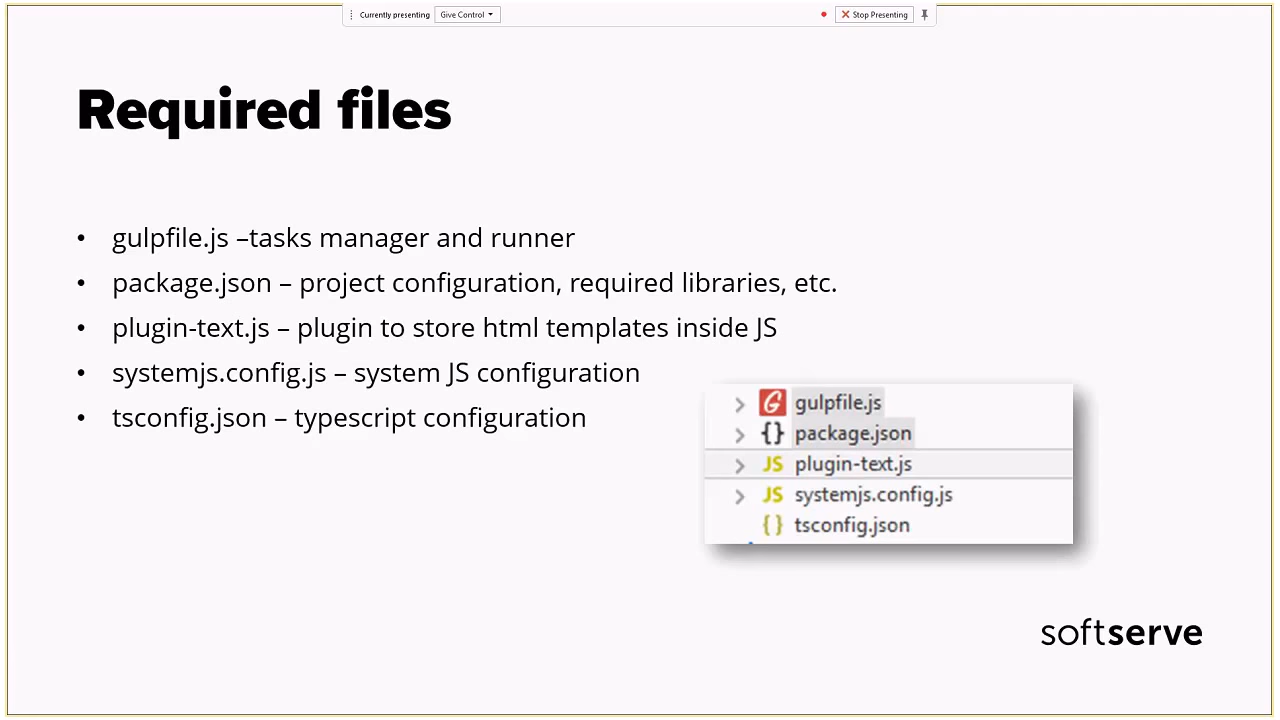 Currently presenting Give Control Stop Presenting
Required files
• gulpfile.js –tasks manager and runner
• package.json – project configuration, required libraries, etc.
• plugin-text.js – plugin to store html templates inside JS
• systemjs.config.js – system JS configuration
• tsconfig.json – typescript configuration
G gulpfile.js
{} package.json
JS plugin-text.js
JS systemjs.config.js
{} tsconfig.json
softserve